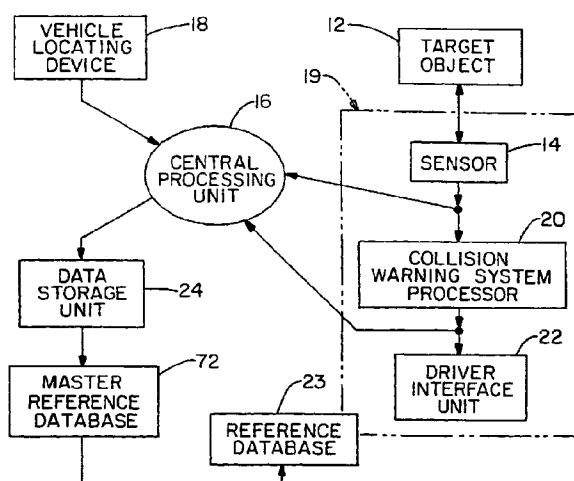 VEHICLE
LOCATING
DEVICE
18
12
TARGET
OBJECT
19
16
CENTRAL
PROCESSING
UNIT
SENSOR
14
20
COLLISION
WARNING SYSTEM
PROCESSOR
DATA
STORAGE
UNIT
24
22
DRIVER
INTERFACE
UNIT
72
MASTER
REFERENCE
DATABASE
23
REFERENCE
DATABASE